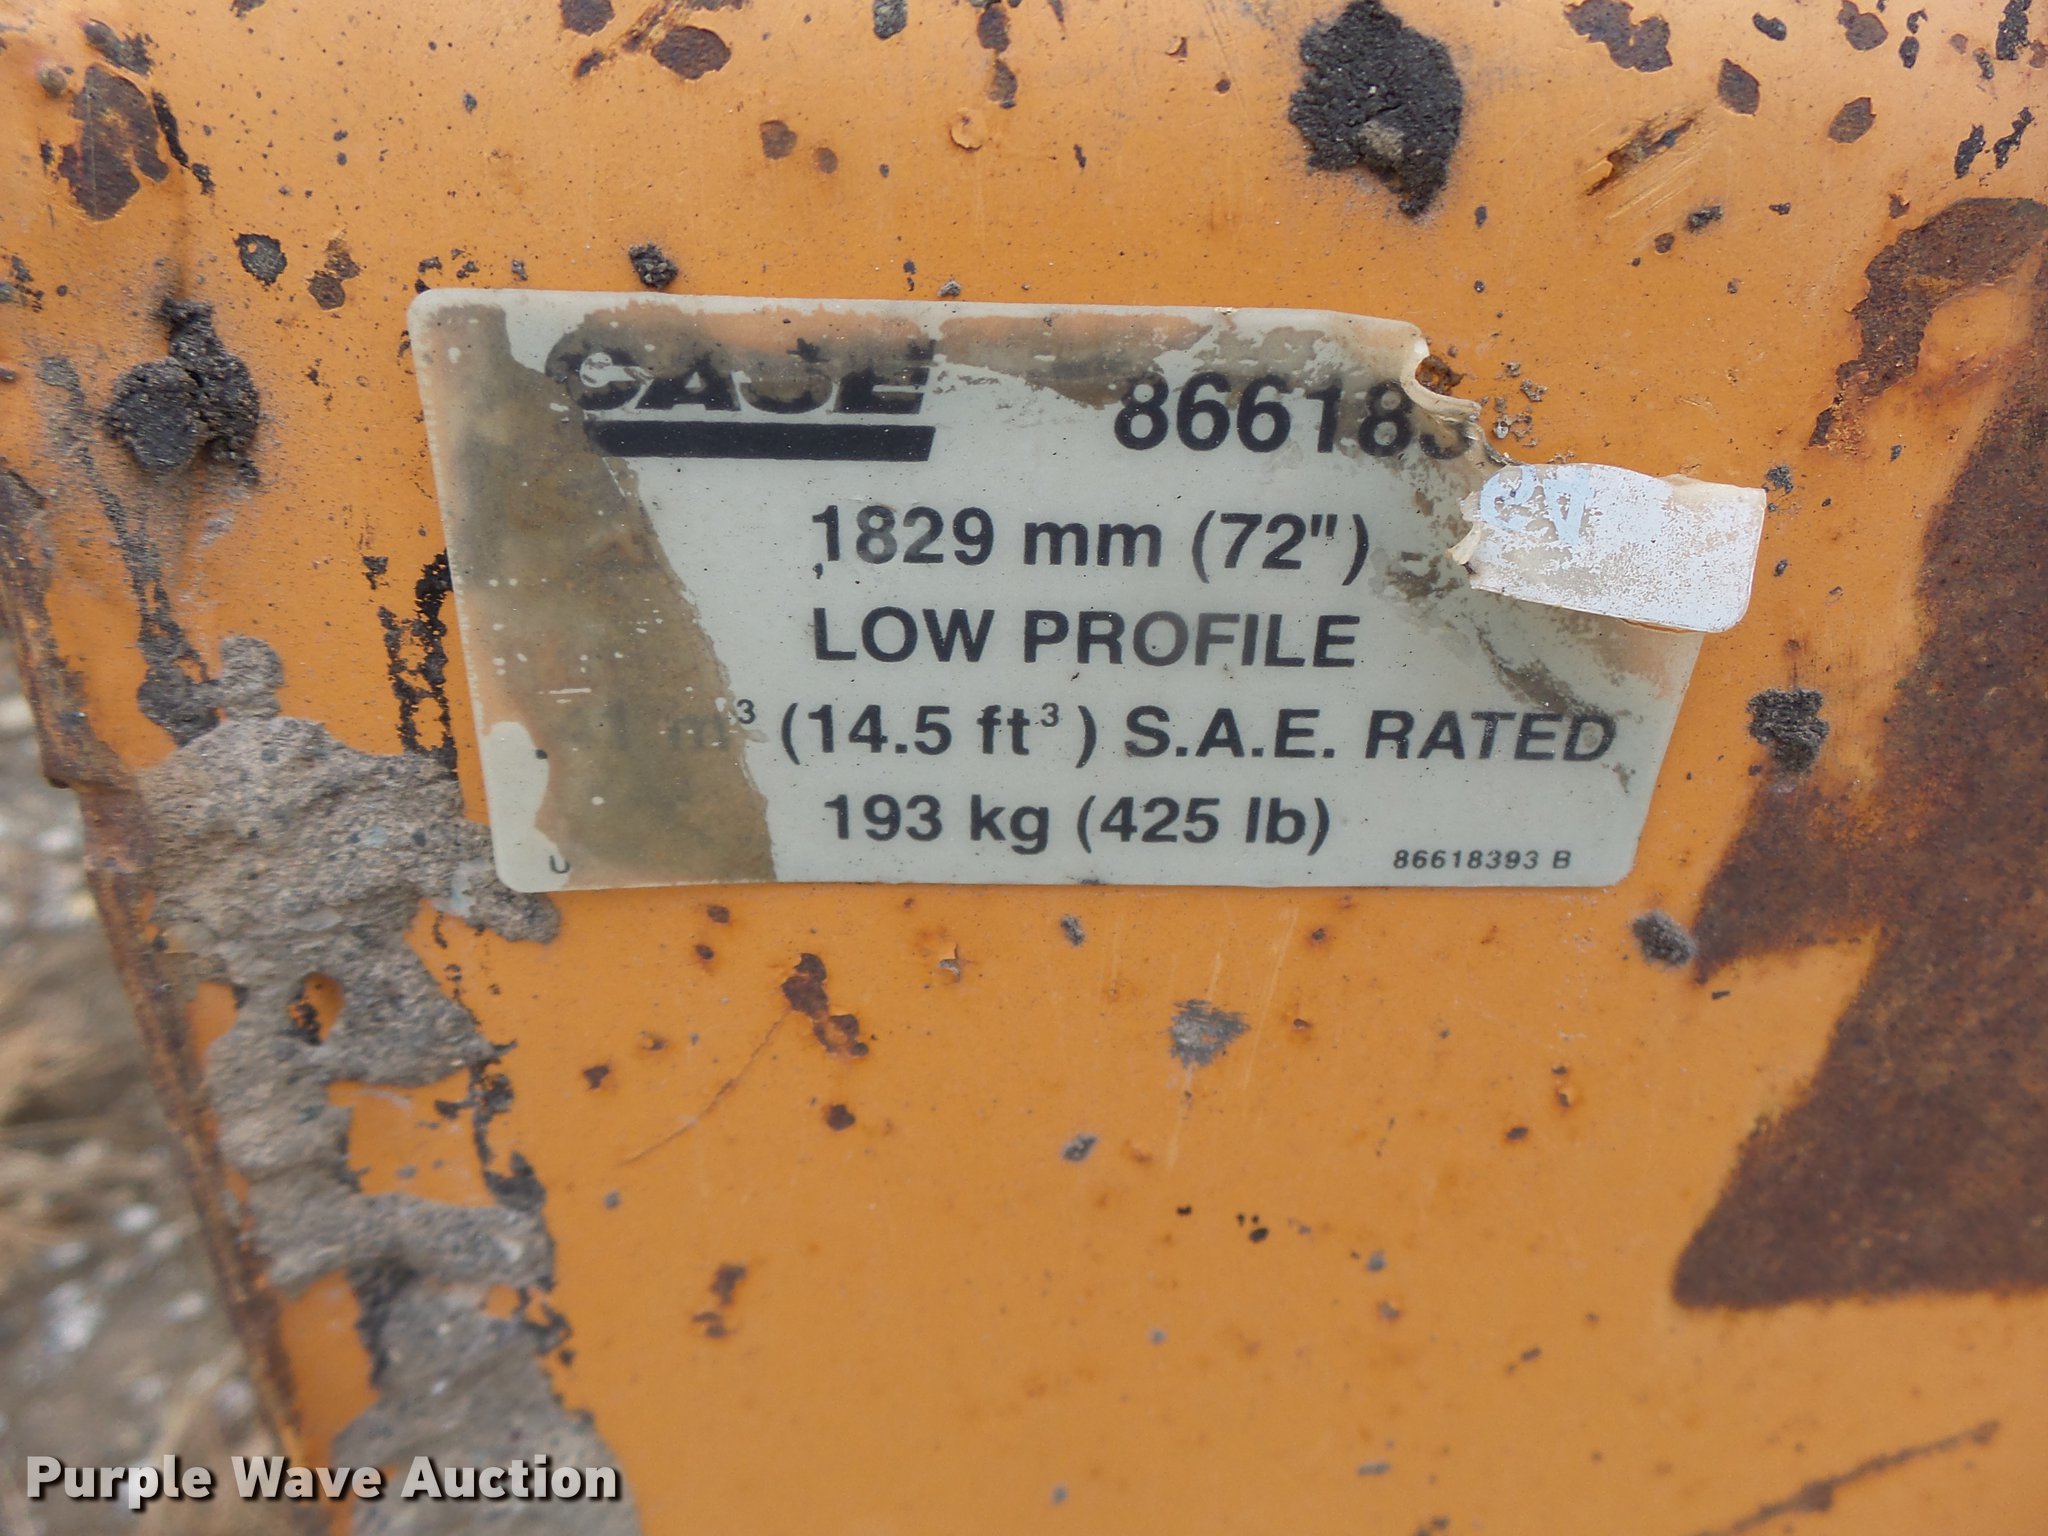 CASE 866183
1829 mm (72")
LOW PROFILE
m³ (14.5 ft³) S.A.E. RATED
193 kg (425 lb)
86618393 B
Purple Wave Auction